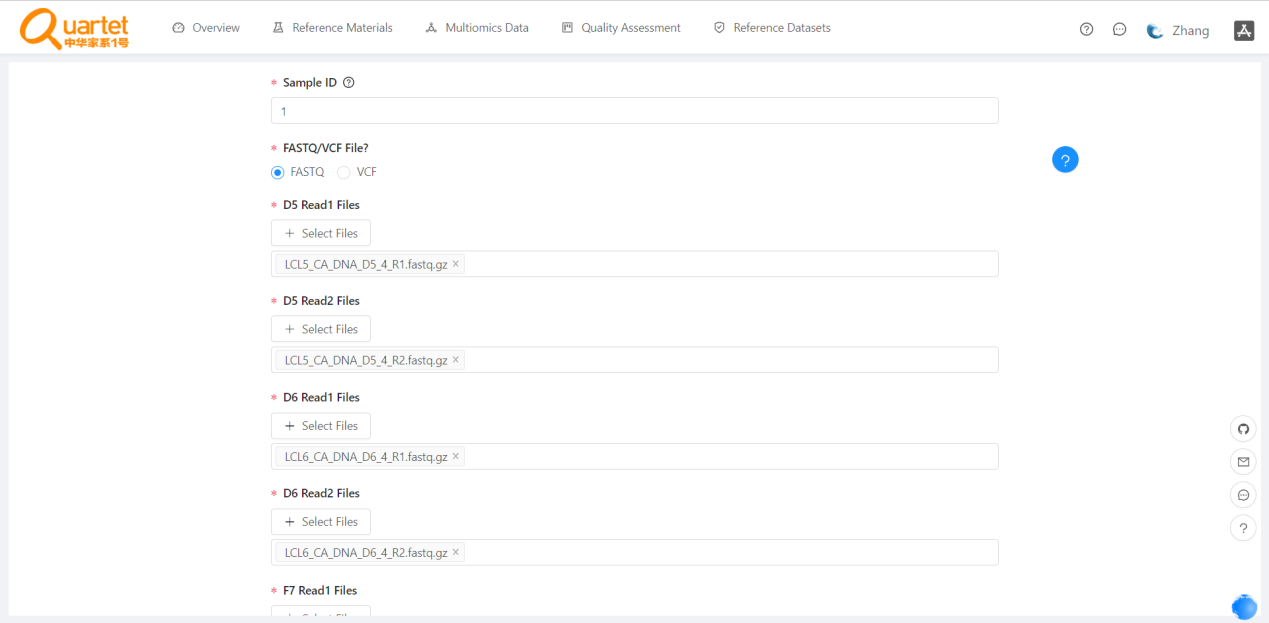 Quartet
中华家系1号
Overview
Reference Materials
Multiomics Data
Quality Assessment
Reference Datasets
Zhang
* Sample ID
1
* FASTQ/VCF File?
FASTQ VCF
* D5 Read1 Files
+ Select Files
LCL5_CA_DNA_D5_4_R1.fastq.gz ×
* D5 Read2 Files
+ Select Files
LCL5_CA_DNA_D5_4_R2.fastq.gz ×
* D6 Read1 Files
+ Select Files
LCL6_CA_DNA_D6_4_R1.fastq.gz ×
* D6 Read2 Files
+ Select Files
LCL6_CA_DNA_D6_4_R2.fastq.gz ×
* F7 Read1 Files